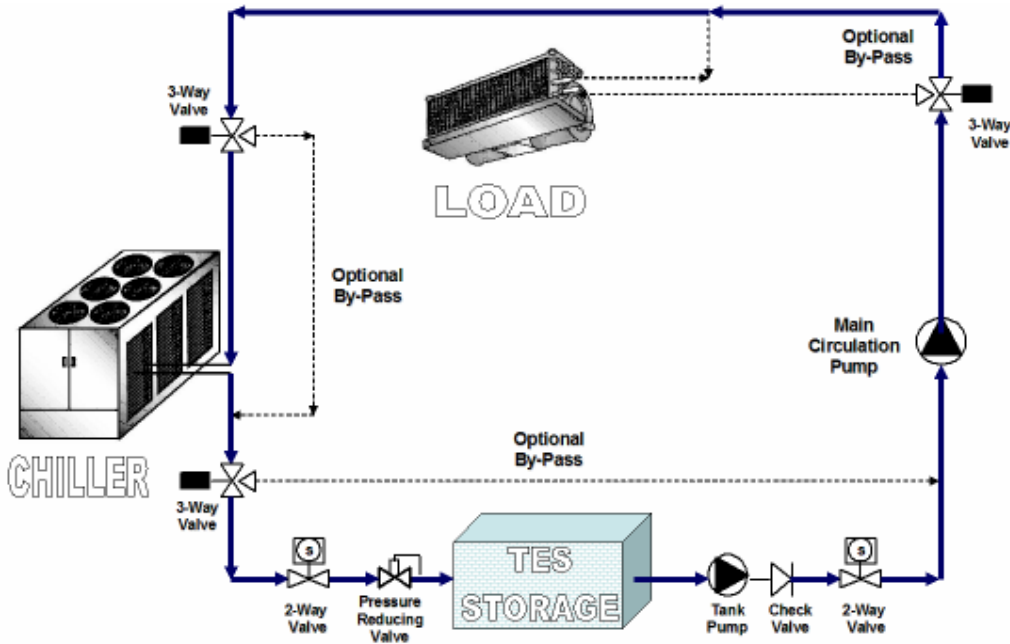 Optional
By-Pass
3-Way
Valve
3-Way
Valve
LOAD
Optional
By-Pass
Main
Circulation
Pump
CHILLER
Optional
By-Pass
3-Way
Valve
S
S
TES
STORAGE
2-Way
Valve
Pressure
Reducing
Valve
Tank
Pump
Check
Valve
2-Way
Valve